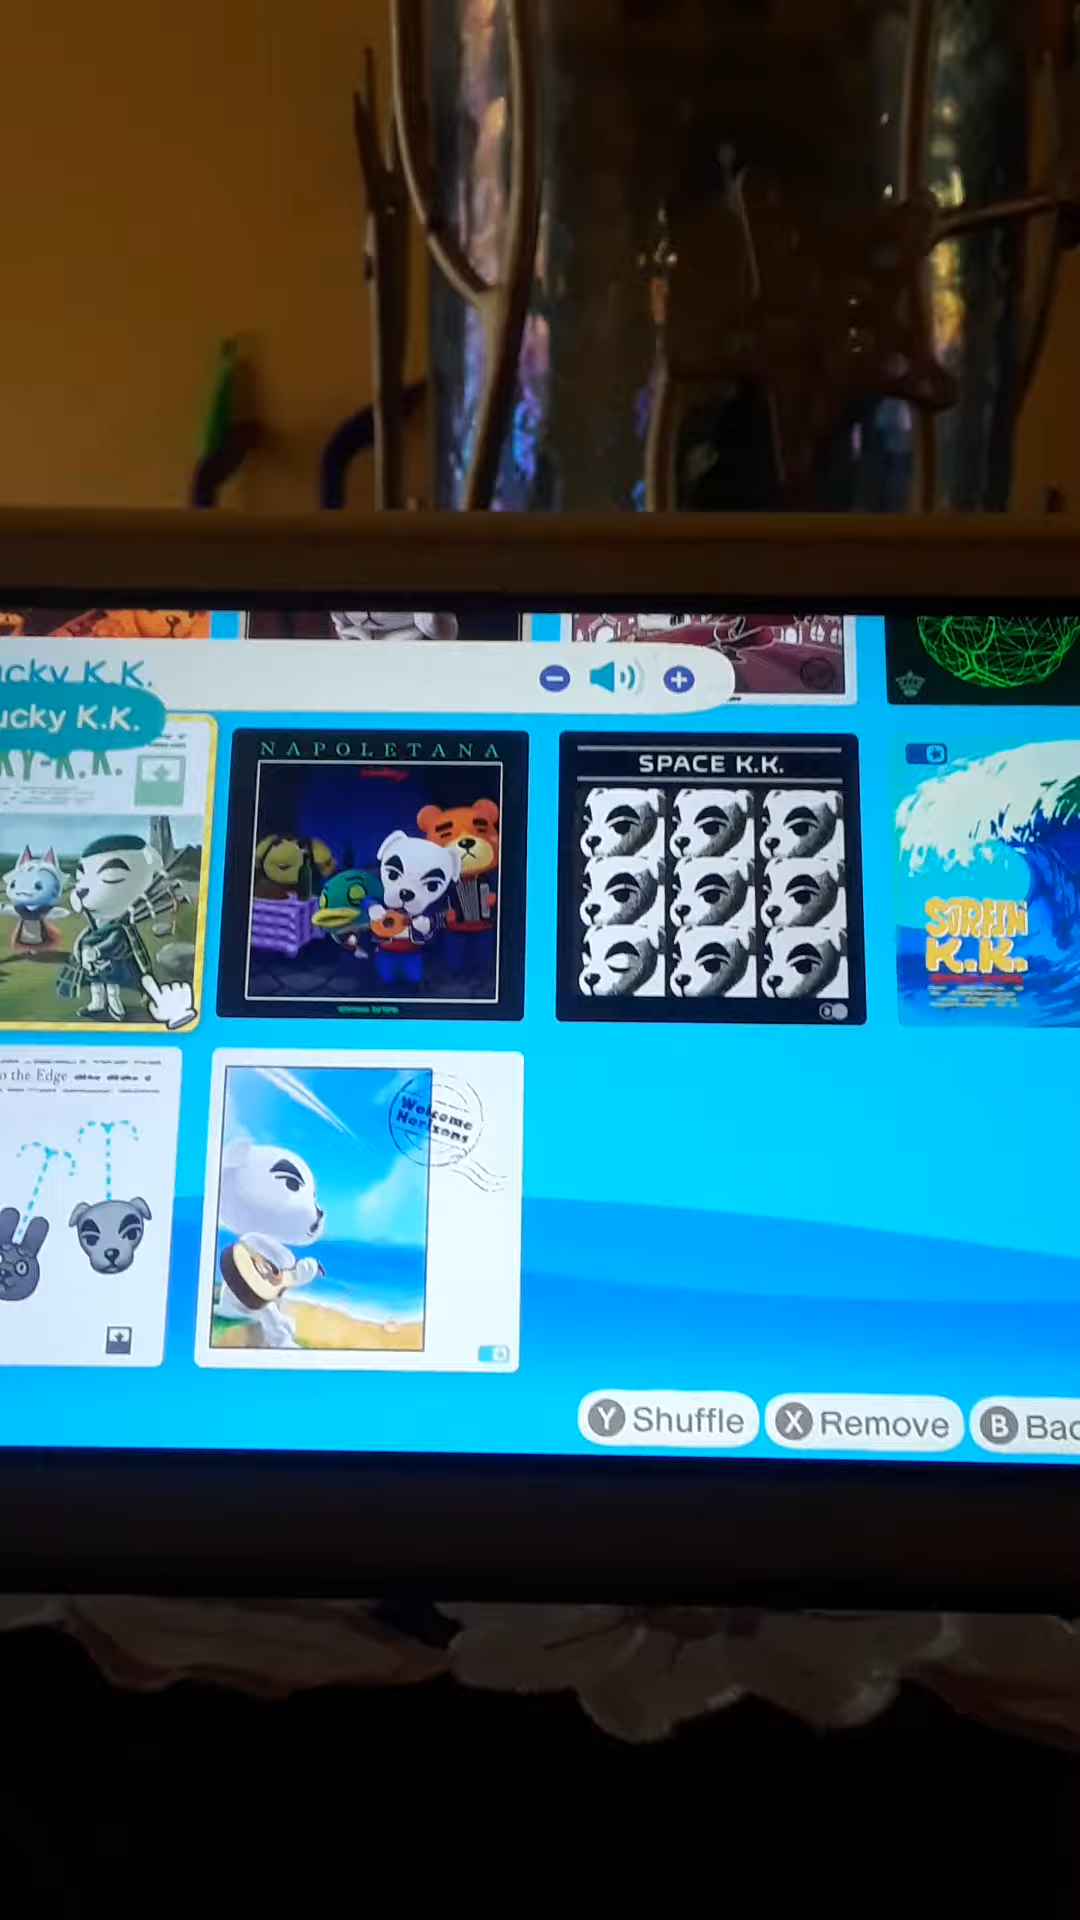 ucky K.K.
ucky K.K.
Y-K.K.
NAPOLETANA
SPACE K.K.
SURFIN
K.K.
o the Edge
Welcome
Horizons
Y Shuffle
X Remove
B Bac